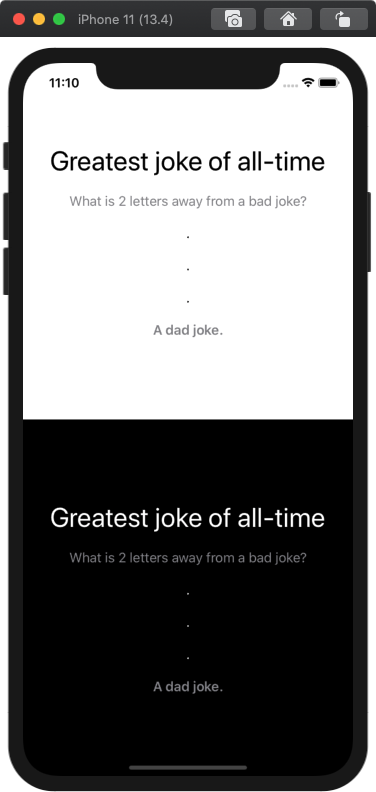 iPhone 11 (13.4)
11:10
Greatest joke of all-time
What is 2 letters away from a bad joke?
.
.
.
A dad joke.
Greatest joke of all-time
What is 2 letters away from a bad joke?
.
.
.
A dad joke.